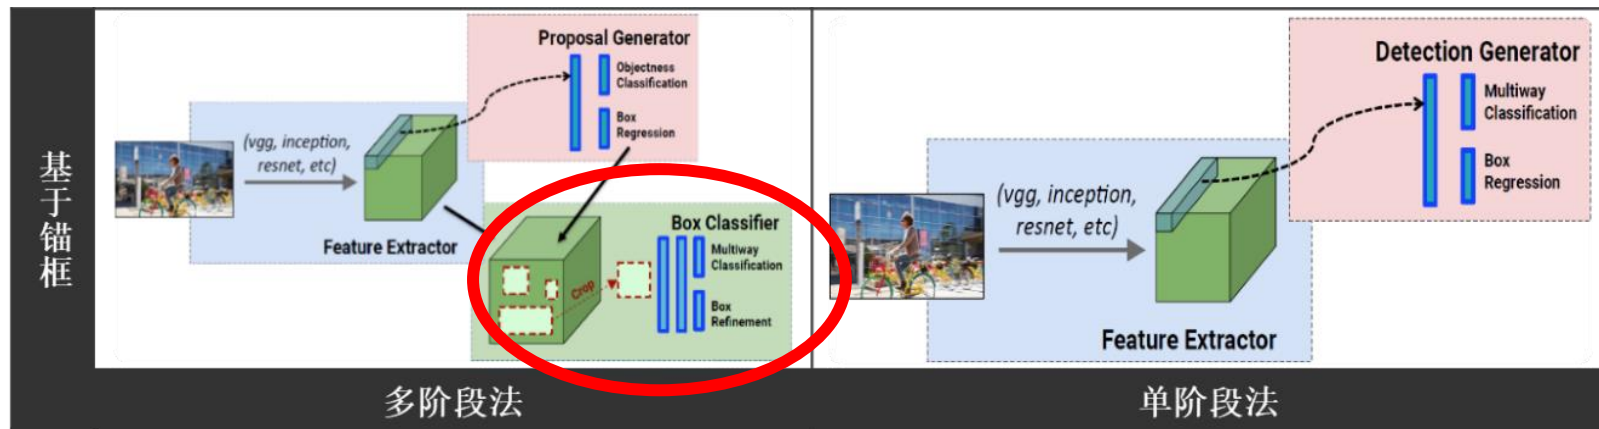 基于锚框
Proposal Generator
Objectness
Classification
Box
Regression
(vgg, inception,
resnet, etc)
Feature Extractor
Box Classifier
Multiway
Classification
Crop
Box
Refinement
多阶段法
Detection Generator
Multiway
Classification
Box
Regression
(vgg, inception,
resnet, etc)
Feature Extractor
单阶段法